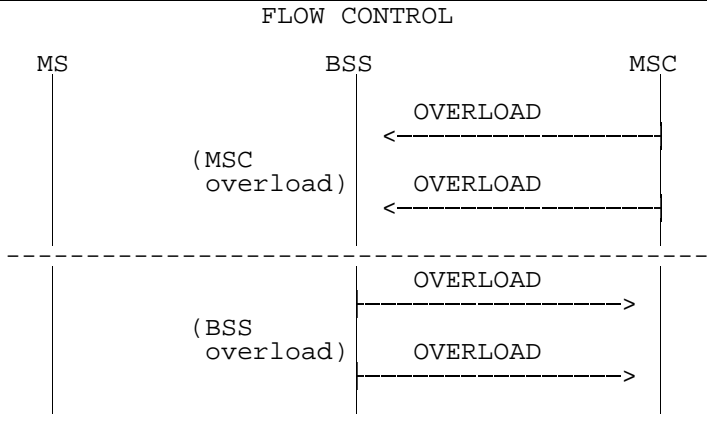 FLOW CONTROL
MS BSS MSC
OVERLOAD
(MSC
overload) OVERLOAD
OVERLOAD
(BSS
overload) OVERLOAD